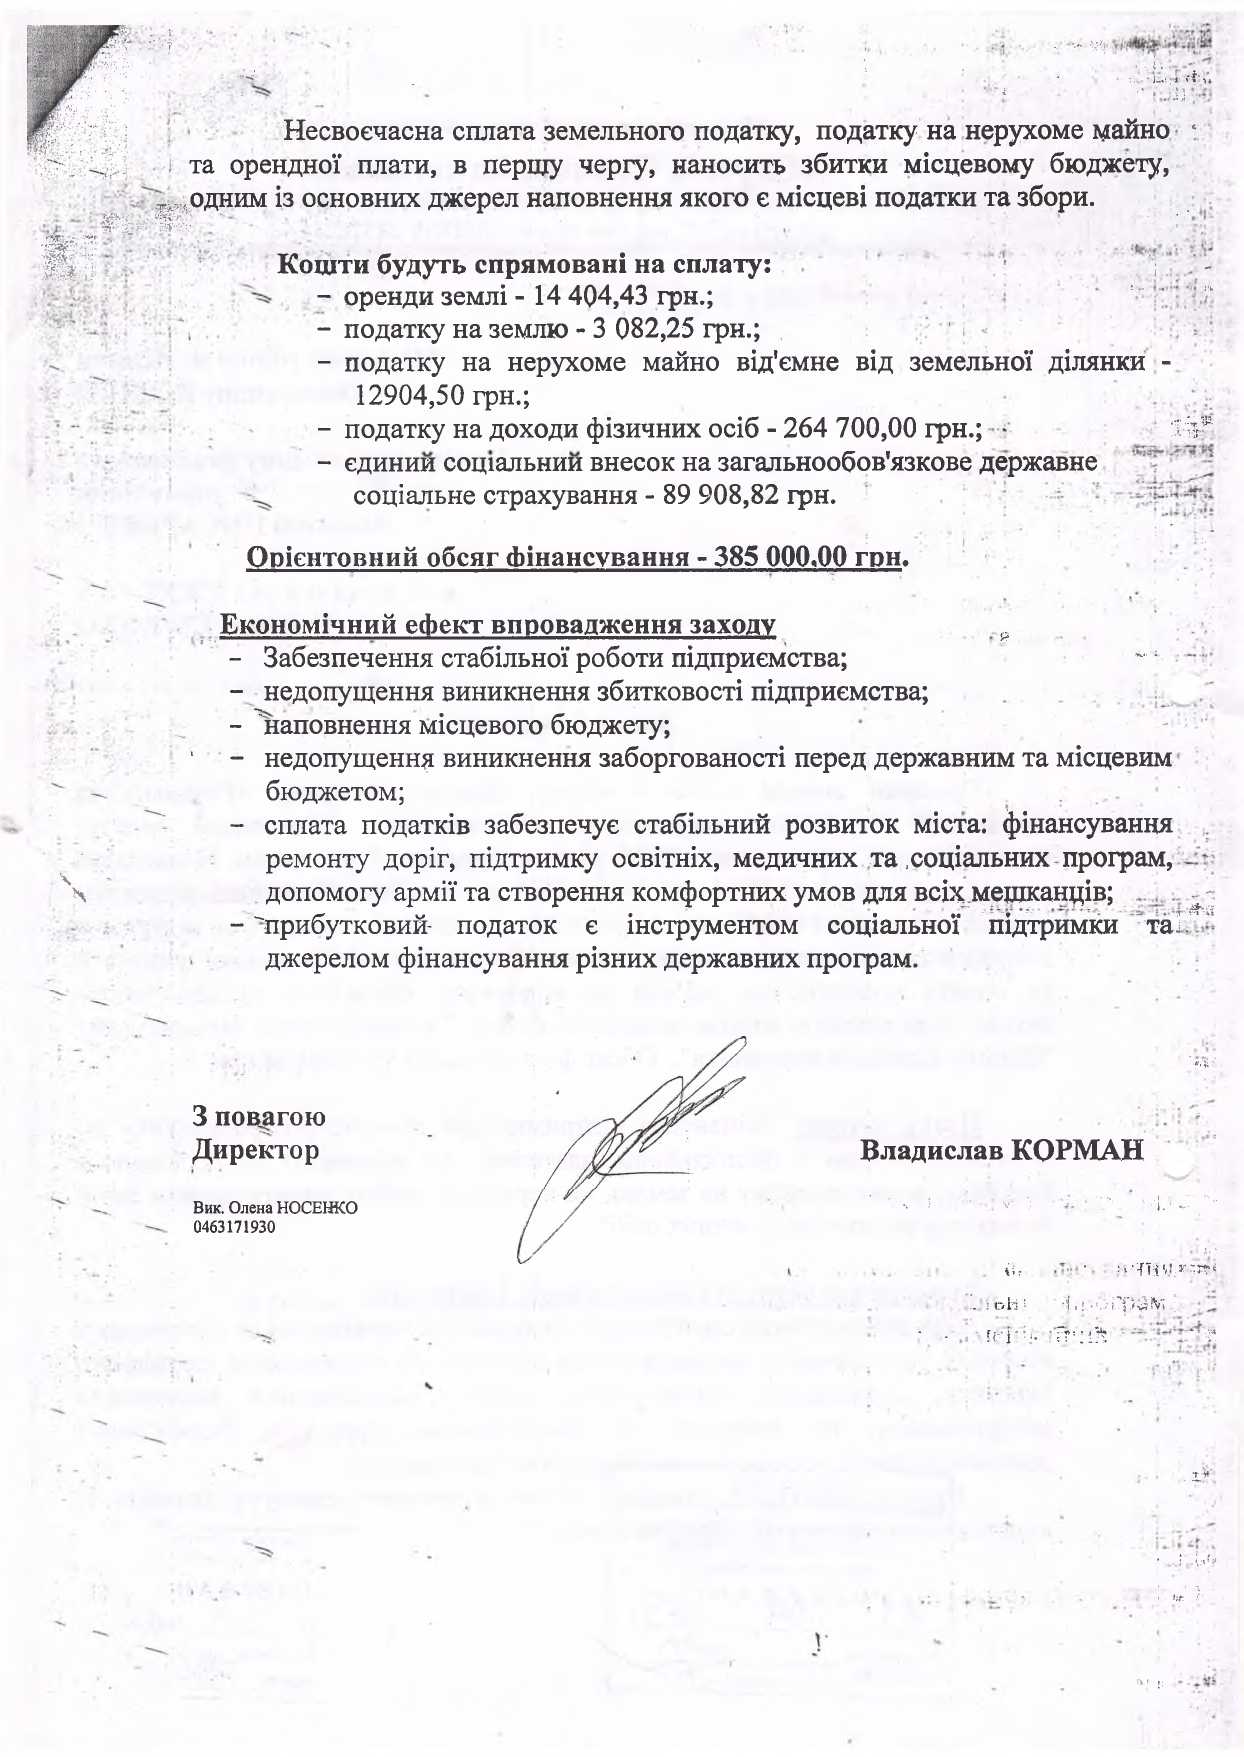 Несвоєчасна сплата земельного податку, податку на нерухоме майно
та орендної плати, в першу чергу, наносить збитки місцевому бюджету,
одним із основних джерел наповнення якого є місцеві податки та збори.
Кошти будуть спрямовані на сплату:
– оренди землі - 14 404,43 грн.;
– податку на землю - 3 082,25 грн.;
– податку на нерухоме майно від'ємне від земельної ділянки -
12904,50 грн.;
– податку на доходи фізичних осіб - 264 700,00 грн.;
– єдиний соціальний внесок на загальнообов'язкове державне
соціальне страхування - 89 908,82 грн.
Орієнтовний обсяг фінансування - 385 000,00 грн.
Економічний ефект впровадження заходу
– Забезпечення стабільної роботи підприємства;
– недопущення виникнення збитковості підприємства;
– наповнення місцевого бюджету;
– недопущення виникнення заборгованості перед державним та місцевим
бюджетом;
– сплата податків забезпечує стабільний розвиток міста: фінансування
ремонту доріг, підтримку освітніх, медичних та соціальних програм,
допомогу армії та створення комфортних умов для всіх мешканців;
– прибутковий податок є інструментом соціальної підтримки та
джерелом фінансування різних державних програм.
З повагою
Директор Владислав КОРМАН
Вик. Олена НОСЕНКО
0463171930